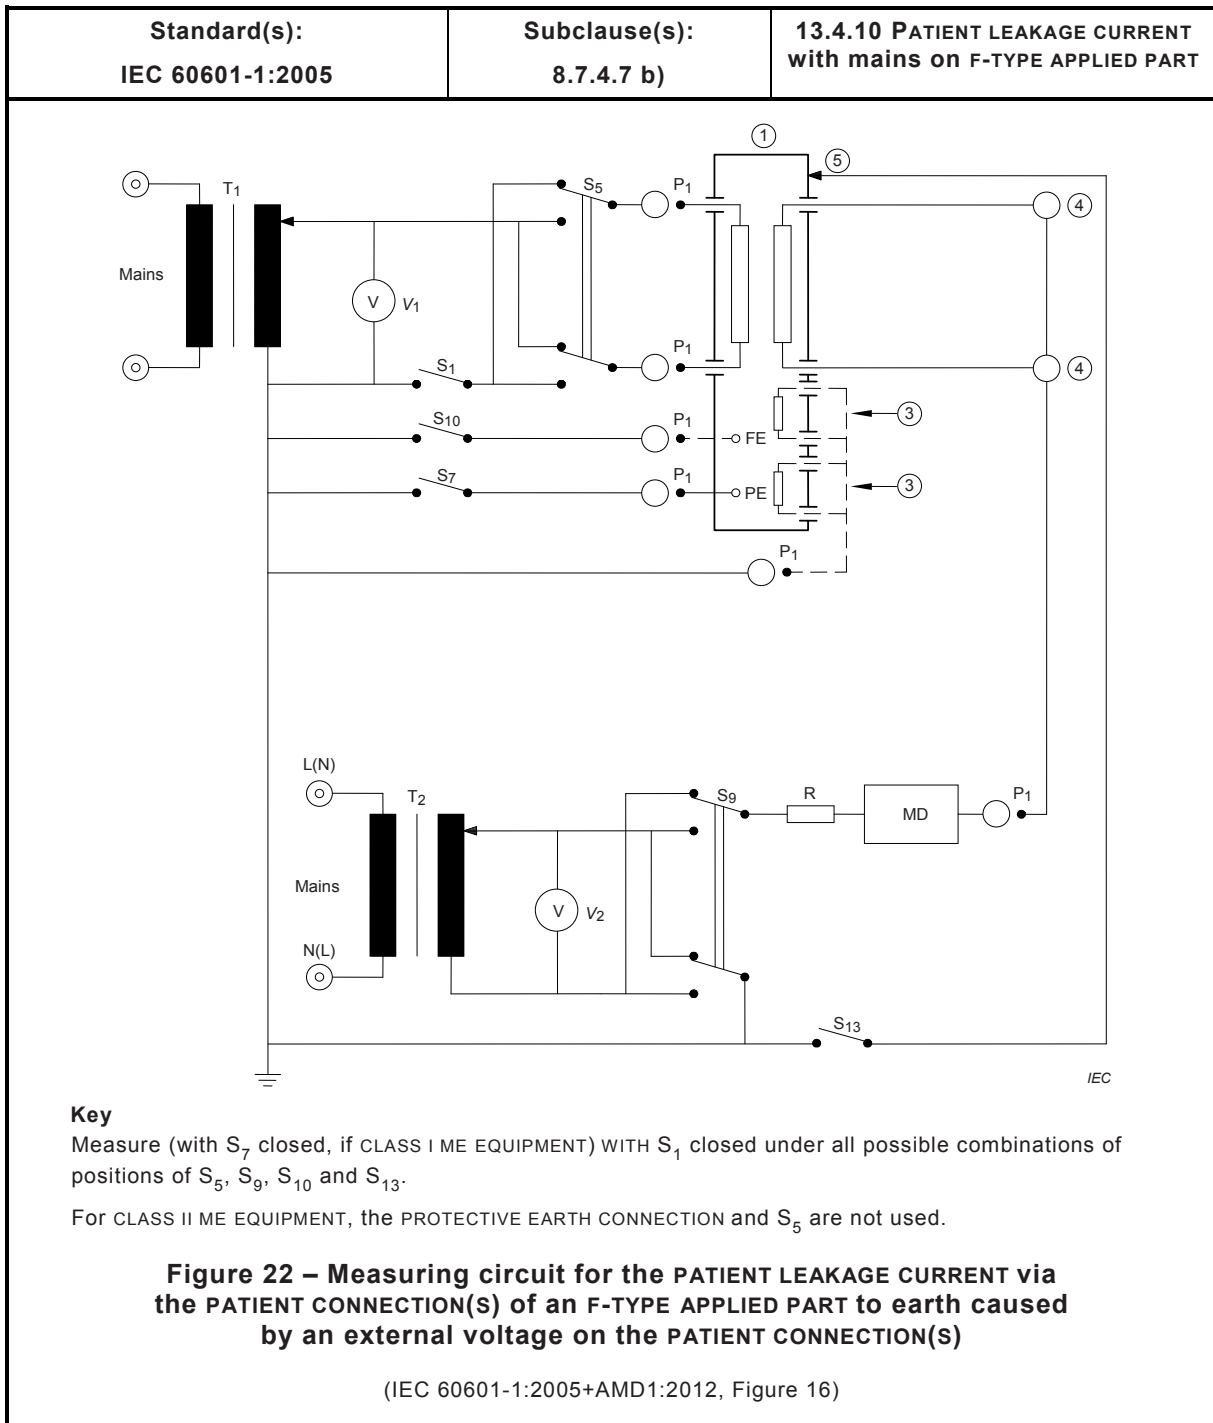 Standard(s):
IEC 60601-1:2005
Subclause(s):
8.7.4.7 b)
13.4.10 PATIENT LEAKAGE CURRENT
with mains on F-TYPE APPLIED PART
1
5
T1
S5
P1
4
Mains
V
V1
P1
S1
4
3
S10
P1
FE
S7
P1
PE
3
P1
L(N)
T2
S9
R
MD
P1
Mains
V
V2
N(L)
S13
IEC
Key
Measure (with S7 closed, if CLASS I ME EQUIPMENT) WITH S1 closed under all possible combinations of
positions of S5, S9, S10 and S13.
For CLASS II ME EQUIPMENT, the PROTECTIVE EARTH CONNECTION and S5 are not used.
Figure 22 – Measuring circuit for the PATIENT LEAKAGE CURRENT via
the PATIENT CONNECTION(S) of an F-TYPE APPLIED PART to earth caused
by an external voltage on the PATIENT CONNECTION(S)
(IEC 60601-1:2005+AMD1:2012, Figure 16)